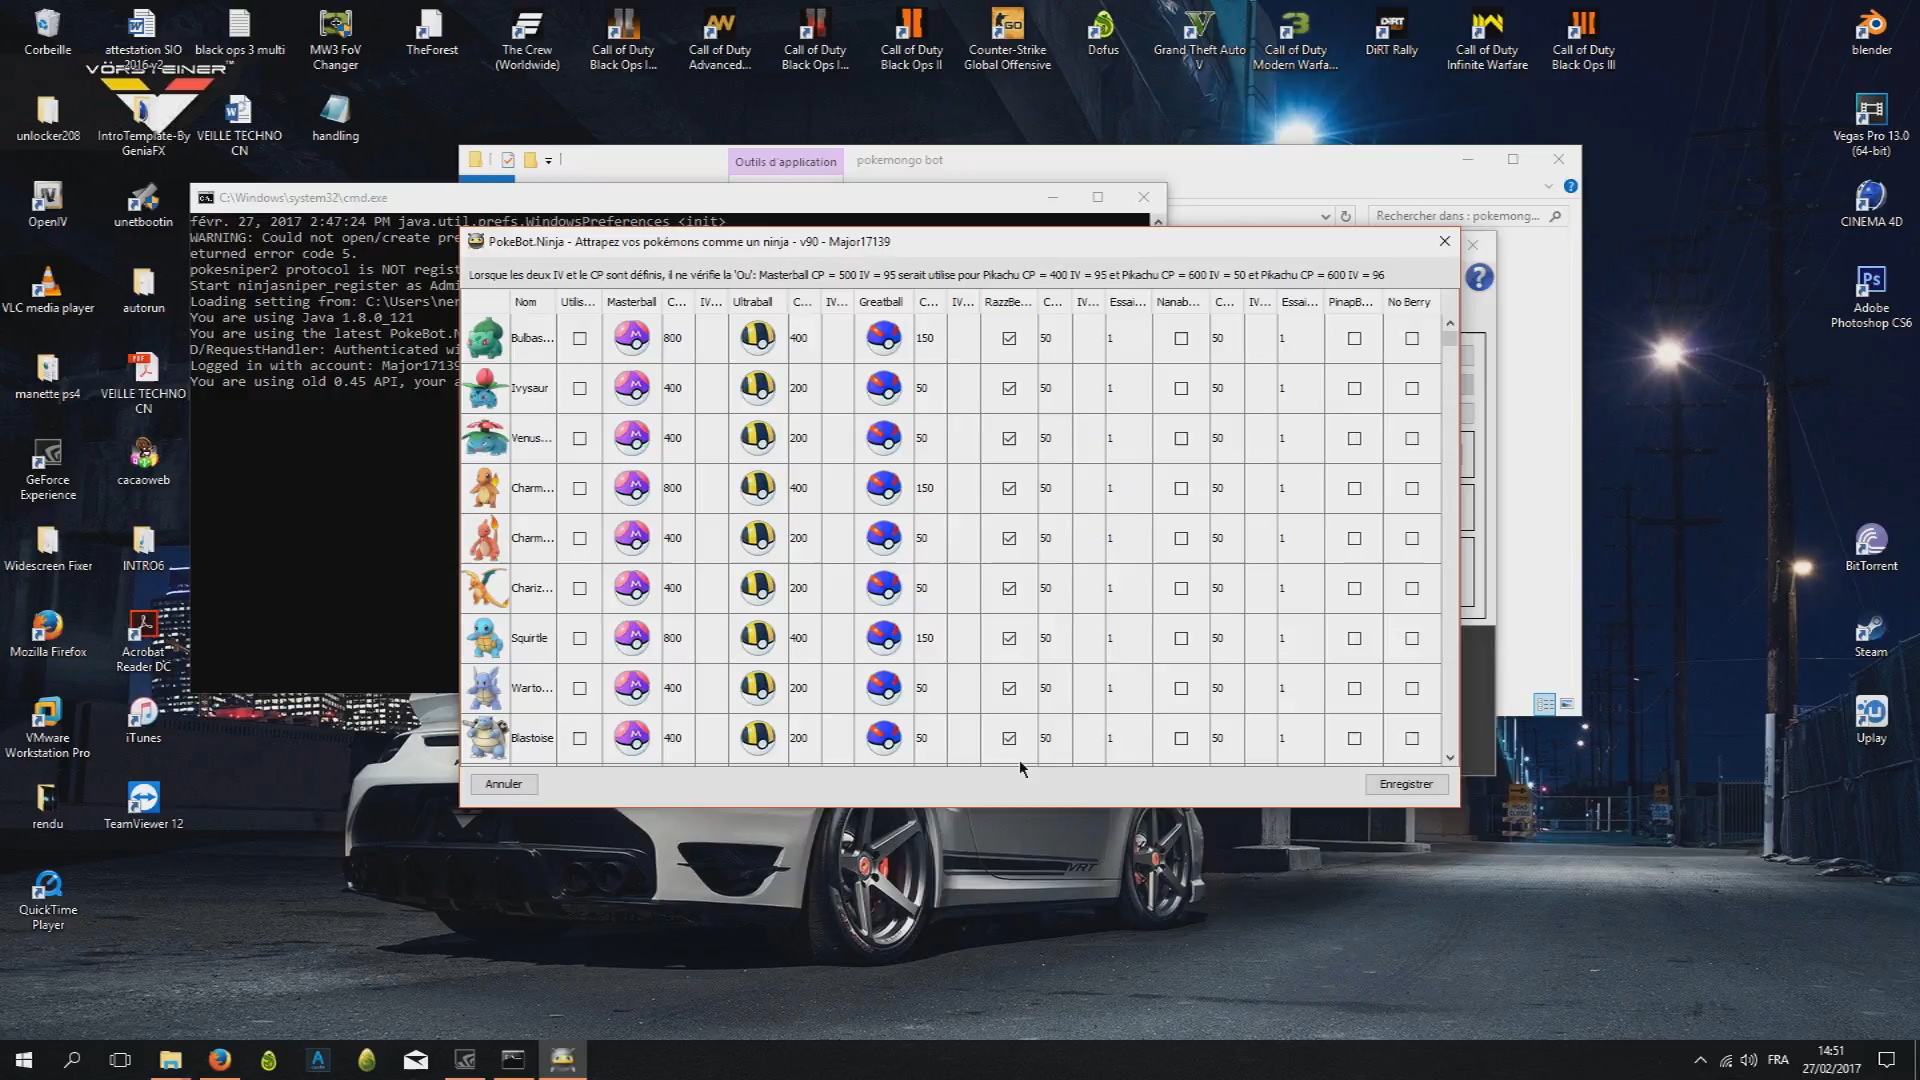 Corbeille
attestation SIO 2016-v2
black ops 3 multi
MW3 FoV Changer
TheForest
The Crew (Worldwide)
Call of Duty Black Ops I...
Call of Duty Advanced...
Call of Duty Black Ops I...
Call of Duty Black Ops II
Counter-Strike Global Offensive
Dofus
Grand Theft Auto V
Call of Duty Modern Warfa...
DiRT Rally
Call of Duty Infinite Warfare
Call of Duty Black Ops III
blender
VÖRSTEINER™
unlocker208
IntroTemplate-By GeniaFX
VEILLE TECHNO CN
handling
Vegas Pro 13.0 (64-bit)
OpenIV
unetbootin
CINEMA 4D
VLC media player
autorun
Adobe Photoshop CS6
manette ps4
VEILLE TECHNO CN
GeForce Experience
cacaoweb
Widescreen Fixer
INTRO6
BitTorrent
Mozilla Firefox
Acrobat Reader DC
Steam
VMware Workstation Pro
iTunes
Uplay
rendu
TeamViewer 12
QuickTime Player
Outils d'application
pokemongo bot
Rechercher dans : pokemong...
C:\Windows\system32\cmd.exe
févr. 27, 2017 2:47:24 PM java.util.prefs.WindowsPreferences <init>
WARNING: Could not open/create pre
eturned error code 5.
pokesniper2 protocol is NOT regist
Start ninjasniper_register as Admi
Loading setting from: C:\Users\ner
You are using Java 1.8.0_121
You are using the latest PokeBot.N
D/RequestHandler: Authenticated wi
Logged in with account: Major17139
You are using old 0.45 API, your a
PokeBot.Ninja - Attrapez vos pokémons comme un ninja - v90 - Major17139
Lorsque les deux IV et le CP sont définis, il ne vérifie la 'Ou': Masterball CP = 500 IV = 95 serait utilise pour Pikachu CP = 400 IV = 95 et Pikachu CP = 600 IV = 50 et Pikachu CP = 600 IV = 96
Nom Utilis... Masterball C... IV... Ultraball C... IV... Greatball C... IV... RazzBe... C... IV... Essai... Nanab... C... IV... Essai... PinapB... No Berry
Bulbas... 800 400 150 50 1 50 1
Ivysaur 400 200 50 50 1 50 1
Venus... 400 200 50 50 1 50 1
Charm... 800 400 150 50 1 50 1
Charm... 400 200 50 50 1 50 1
Chariz... 400 200 50 50 1 50 1
Squirtle 800 400 150 50 1 50 1
Warto... 400 200 50 50 1 50 1
Blastoise 400 200 50 50 1 50 1
Annuler
Enregistrer
VRT
FRA
14:51
27/02/2017